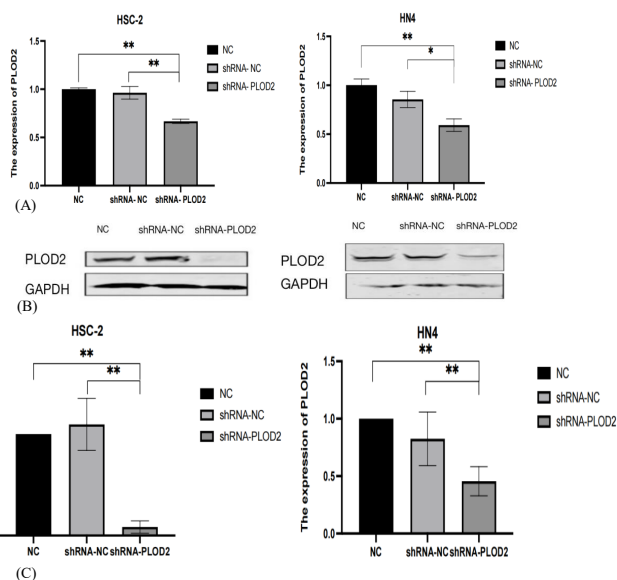 HSC-2
The expression of PLOD2
1.5
1.0
0.5
0.0
**
**
NC
shRNA- NC
shRNA- PLOD2
NC
shRNA- NC
shRNA- PLOD2
HN4
The expression of PLOD2
1.5
1.0
0.5
0.0
**
*
NC
shRNA-NC
shRNA- PLOD2
NC
shRNA- NC
shRNA- PLOD2
(A)
NC shRNA-NC shRNA-PLOD2
PLOD2
GAPDH
NC shRNA-NC shRNA-PLOD2
PLOD2
GAPDH
(B)
HSC-2
**
**
NC
shRNA-NC
shRNA-PLOD2
NC
shRNA-NC
shRNA-PLOD2
HN4
The expression of PLOD2
1.5
1.0
0.5
0.0
**
**
NC
shRNA-NC
shRNA-PLOD2
NC
shRNA-NC
shRNA-PLOD2
(C)